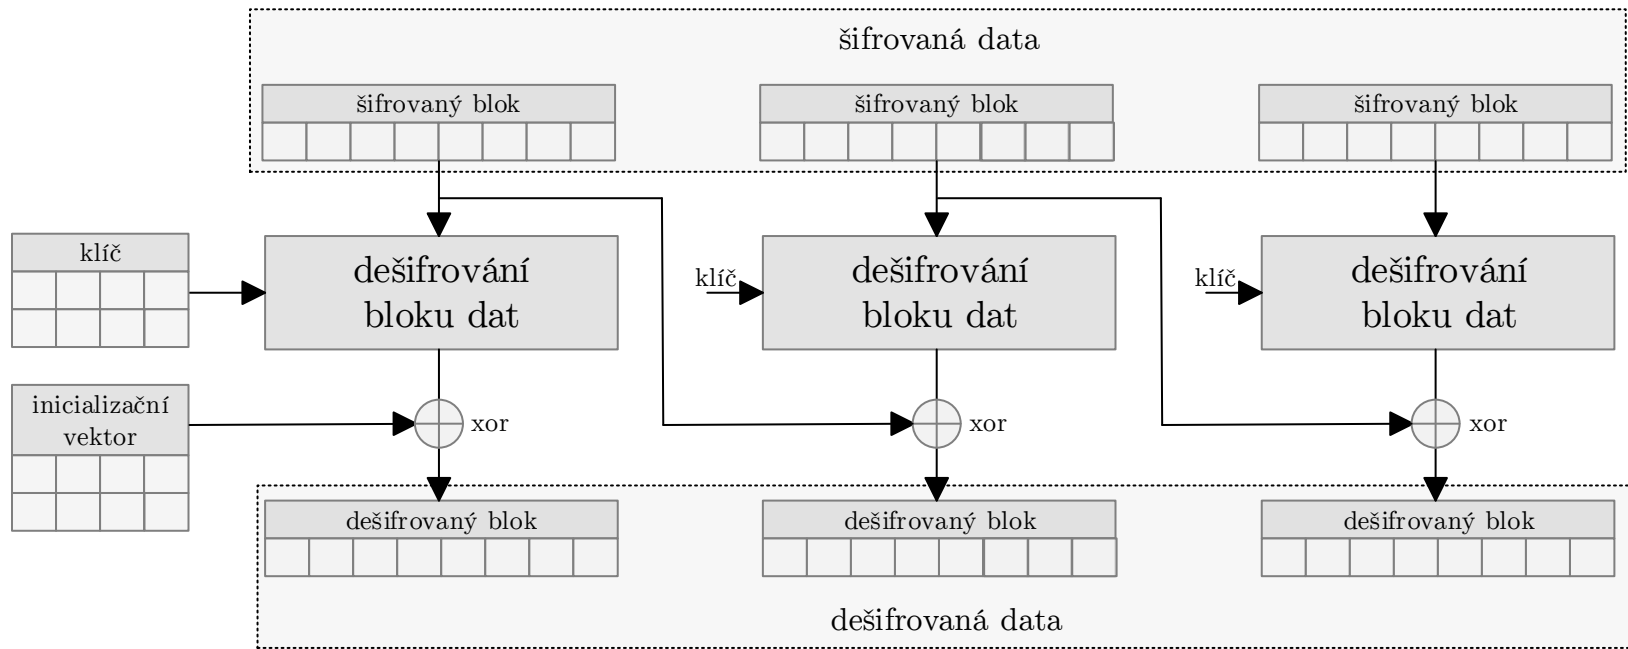 šifrovaná data
šifrovaný blok
šifrovaný blok
šifrovaný blok
klíč
dešifrování
bloku dat
klíč
dešifrování
bloku dat
klíč
dešifrování
bloku dat
inicializační
vektor
xor
xor
xor
dešifrovaný blok
dešifrovaný blok
dešifrovaný blok
dešifrovaná data